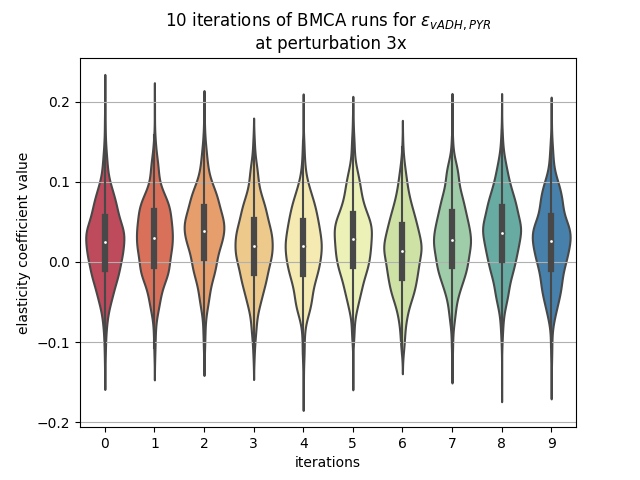 10 iterations of BMCA runs for ε_{vADH, PYR}
at perturbation 3x
elasticity coefficient value
0.2
0.1
0.0
−0.1
−0.2
0 1 2 3 4 5 6 7 8 9
iterations